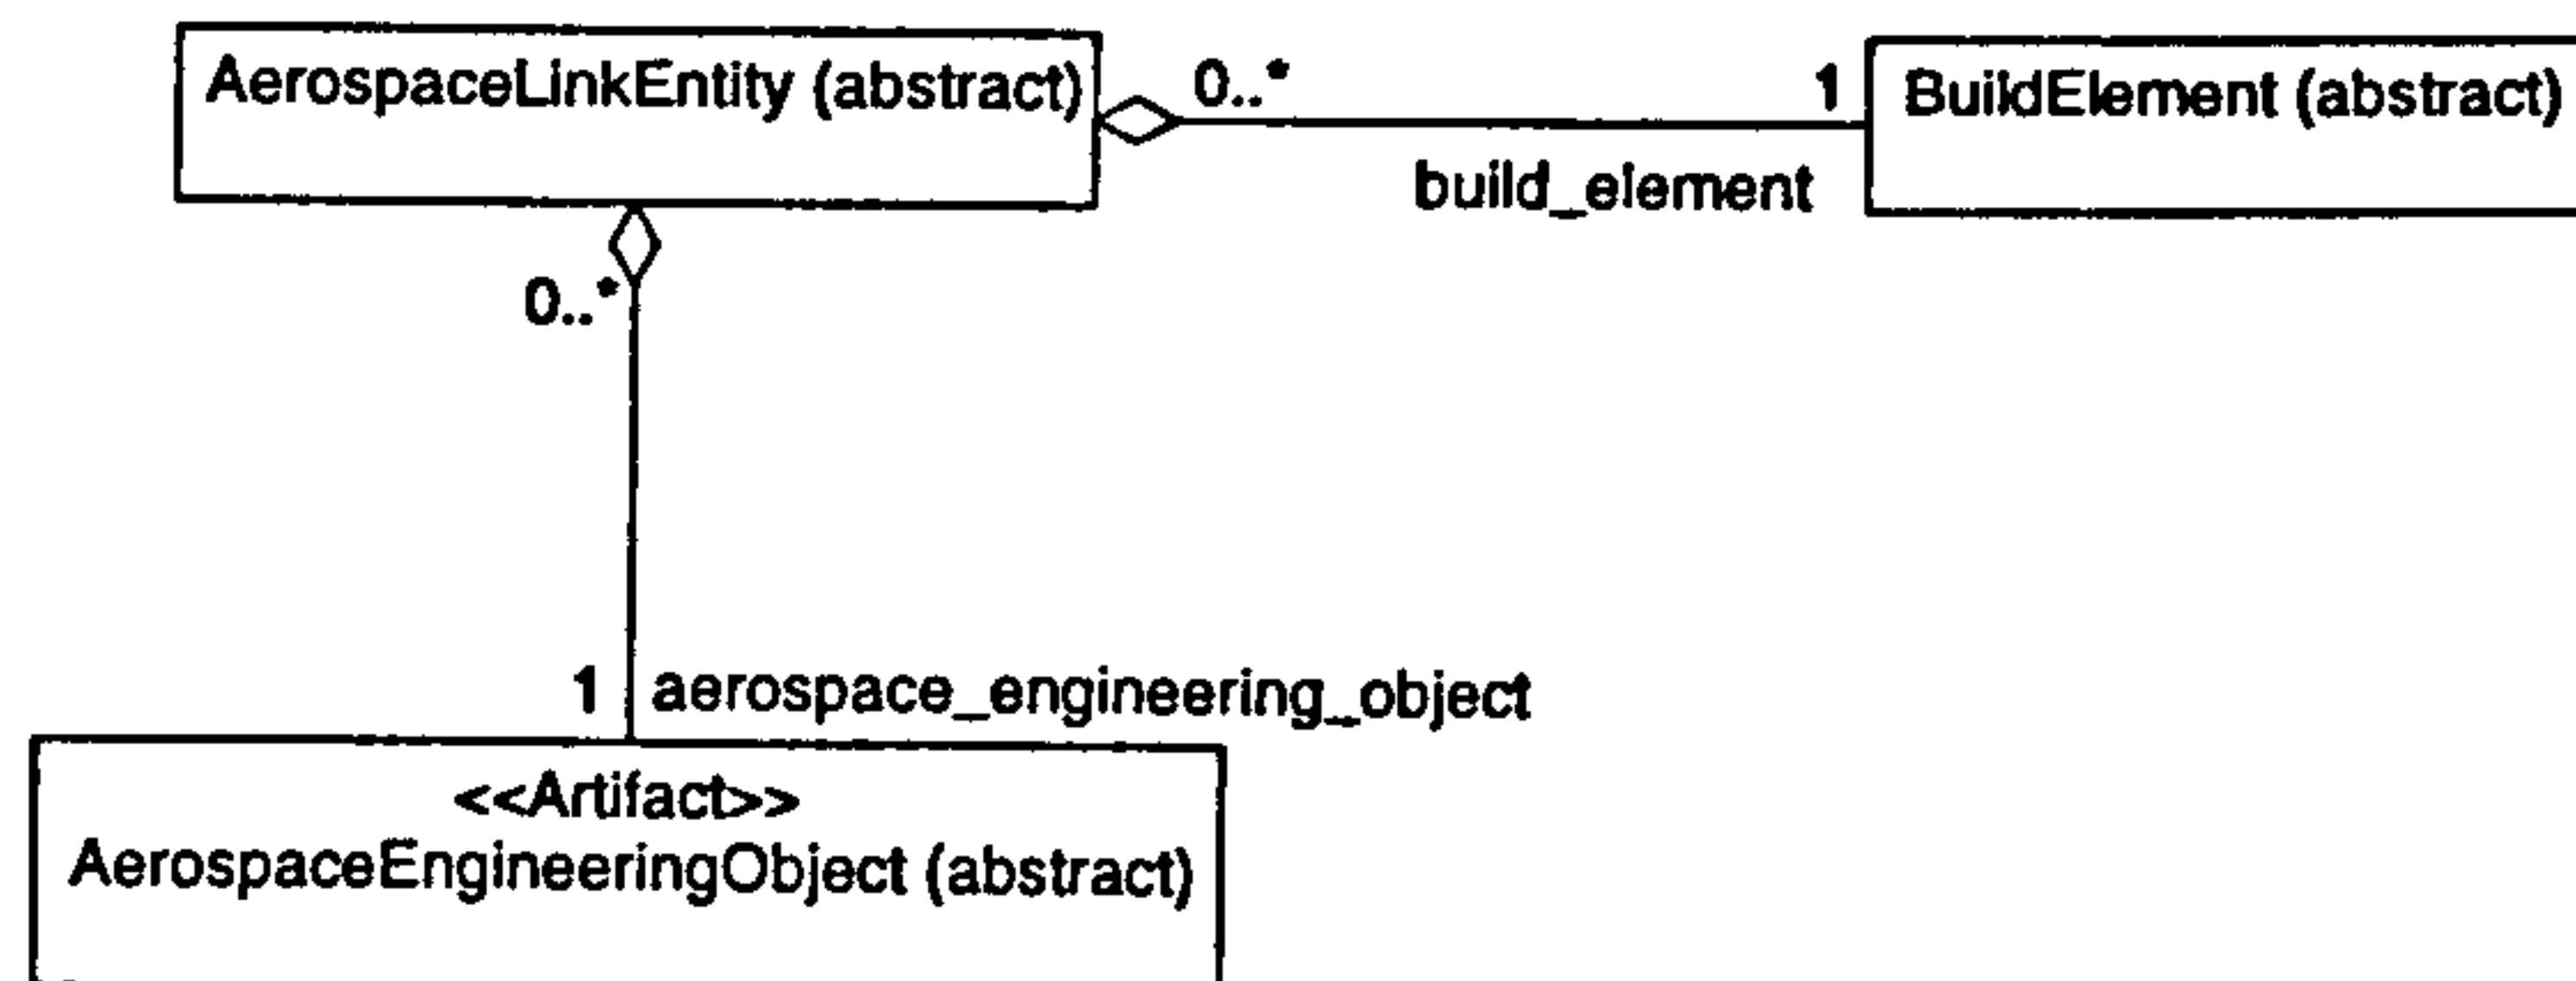 AerospaceLinkEntity (abstract)
0..*
1
BuildElement (abstract)
build_element
0..*
1
aerospace_engineering_object
<<Artifact>>
AerospaceEngineeringObject (abstract)